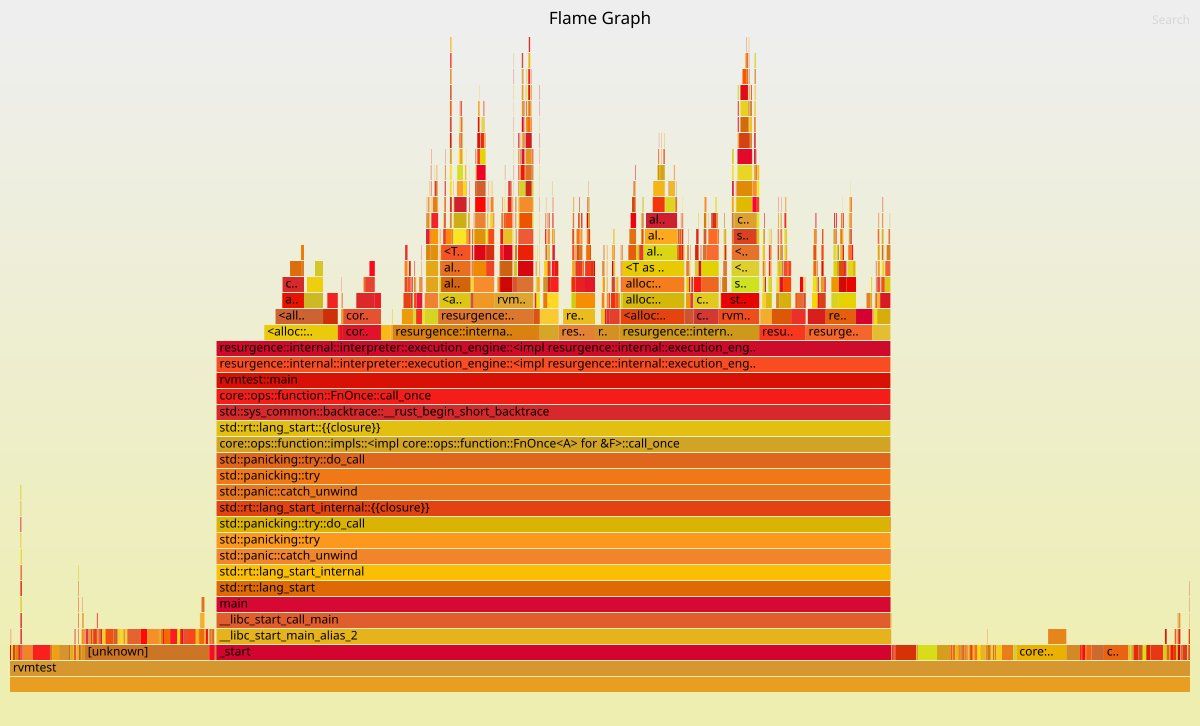 Flame Graph
Search
<T.. al.. c..
al.. s..
al.. <..
al.. <T as .. <..
c.. al.. alloc:.. s..
a.. <a.. rvm.. alloc:.. c.. st..
<all.. cor.. resurgence:.. re.. <alloc:.. c.. rvm.. re..
<alloc::.. cor.. resurgence::interna.. res.. r.. resurgence::intern.. resu.. resurge..
resurgence::internal::interpreter::execution_engine::<impl resurgence::internal::execution_eng..
resurgence::internal::interpreter::execution_engine::<impl resurgence::internal::execution_eng..
rvmtest::main
core::ops::function::FnOnce::call_once
std::sys_common::backtrace::__rust_begin_short_backtrace
std::rt::lang_start::{{closure}}
core::ops::function::impls::<impl core::ops::function::FnOnce<A> for &F>::call_once
std::panicking::try::do_call
std::panicking::try
std::panic::catch_unwind
std::rt::lang_start_internal::{{closure}}
std::panicking::try::do_call
std::panicking::try
std::panic::catch_unwind
std::rt::lang_start_internal
std::rt::lang_start
main
__libc_start_call_main
__libc_start_main_alias_2
[unknown] _start core:.. c..
rvmtest